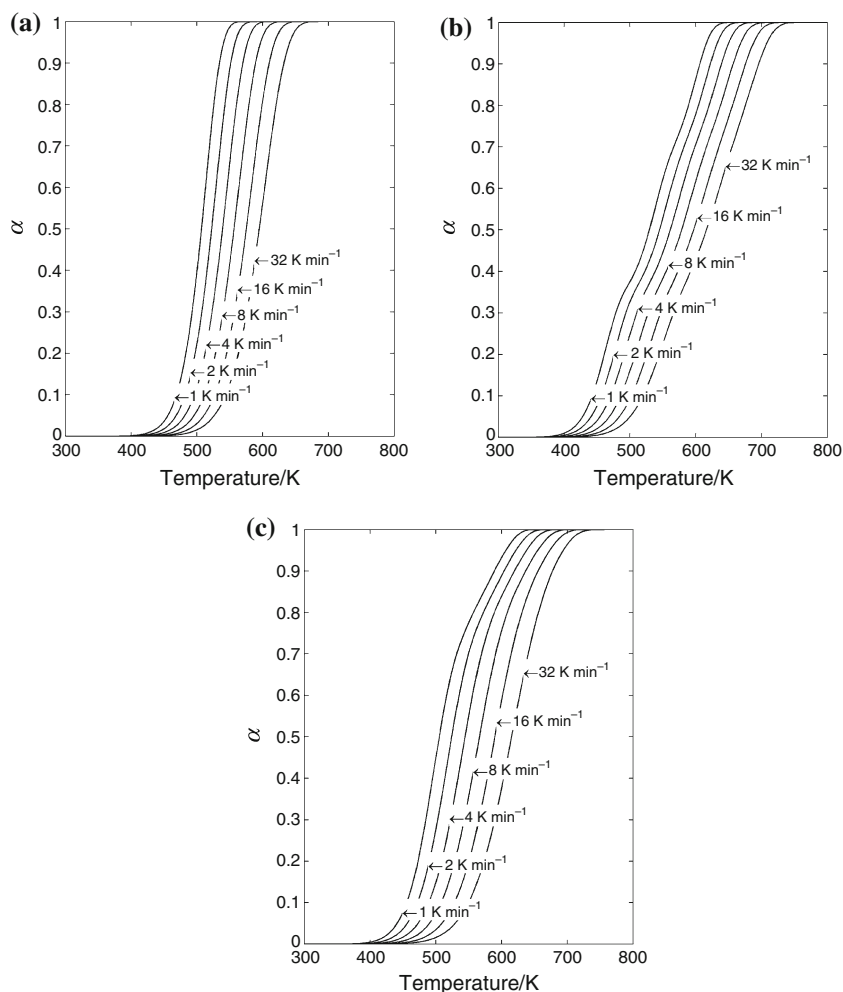 (a)
1
0.9
0.8
0.7
0.6
0.5
0.4
0.3
0.2
0.1
0
α
←32 K min⁻¹
←16 K min⁻¹
←8 K min⁻¹
←4 K min⁻¹
←2 K min⁻¹
←1 K min⁻¹
300 400 500 600 700 800
Temperature/K
(b)
1
0.9
0.8
0.7
0.6
0.5
0.4
0.3
0.2
0.1
0
α
←32 K min⁻¹
←16 K min⁻¹
←8 K min⁻¹
←4 K min⁻¹
←2 K min⁻¹
←1 K min⁻¹
300 400 500 600 700 800
Temperature/K
(c)
1
0.9
0.8
0.7
0.6
0.5
0.4
0.3
0.2
0.1
0
α
←32 K min⁻¹
←16 K min⁻¹
←8 K min⁻¹
←4 K min⁻¹
←2 K min⁻¹
←1 K min⁻¹
300 400 500 600 700 800
Temperature/K